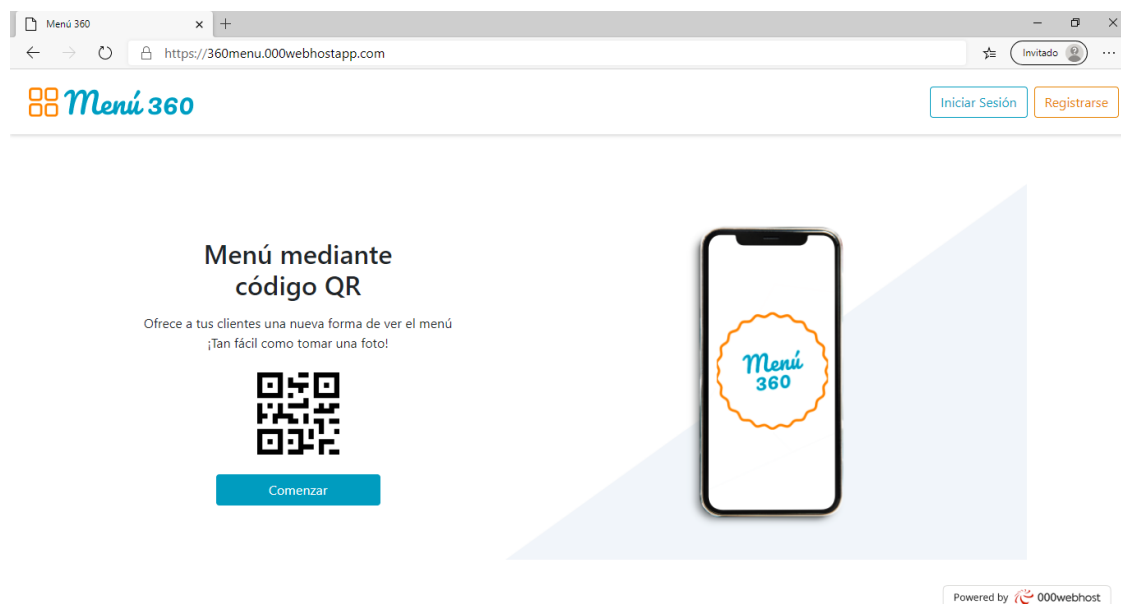 Menú 360
https://360menu.000webhostapp.com
Invitado
Menú 360
Iniciar Sesión
Registrarse
Menú mediante
código QR
Ofrece a tus clientes una nueva forma de ver el menú
¡Tan fácil como tomar una foto!
Comenzar
Menú
360
Powered by 000webhost